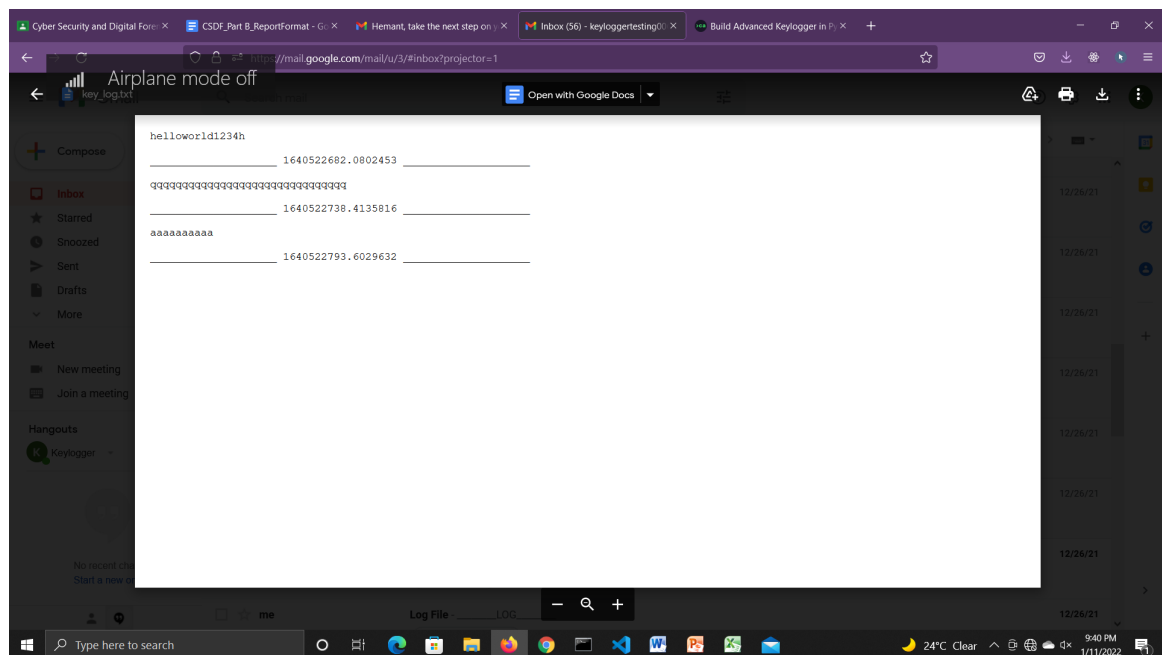 Cyber Security and Digital Foren
CSDF_Part B_ReportFormat - Go
Hemant, take the next step on y
Inbox (56) - keyloggertesting00
Build Advanced Keylogger in Py
https://mail.google.com/mail/u/3/#inbox?projector=1
Airplane mode off
key_log.txt
Open with Google Docs
helloworld1234h
____________________ 1640522682.0802453 ____________________
qqqqqqqqqqqqqqqqqqqqqqqqqqqqqqq
____________________ 1640522738.4135816 ____________________
aaaaaaaaaa
____________________ 1640522793.6029632 ____________________
Compose
Inbox
Starred
Snoozed
Sent
Drafts
More
Meet
New meeting
Join a meeting
Hangouts
K Keylogger
No recent cha
Start a new o
12/26/21
12/26/21
12/26/21
12/26/21
12/26/21
12/26/21
12/26/21
me Log File - ______LOG____ 12/26/21
Type here to search
24°C Clear
9:40 PM
1/11/2022